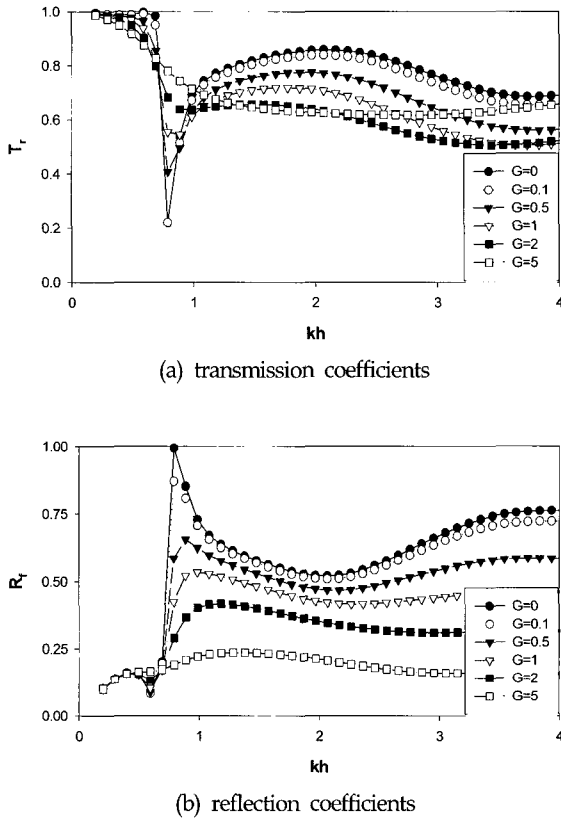 1.0
0.8
0.6
0.4
0.2
0.0
Tr
0 1 2 3 4
kh
G=0
G=0.1
G=0.5
G=1
G=2
G=5
(a) transmission coefficients
1.00
0.75
0.50
0.25
0.00
Rf
0 1 2 3 4
kh
G=0
G=0.1
G=0.5
G=1
G=2
G=5
(b) reflection coefficients